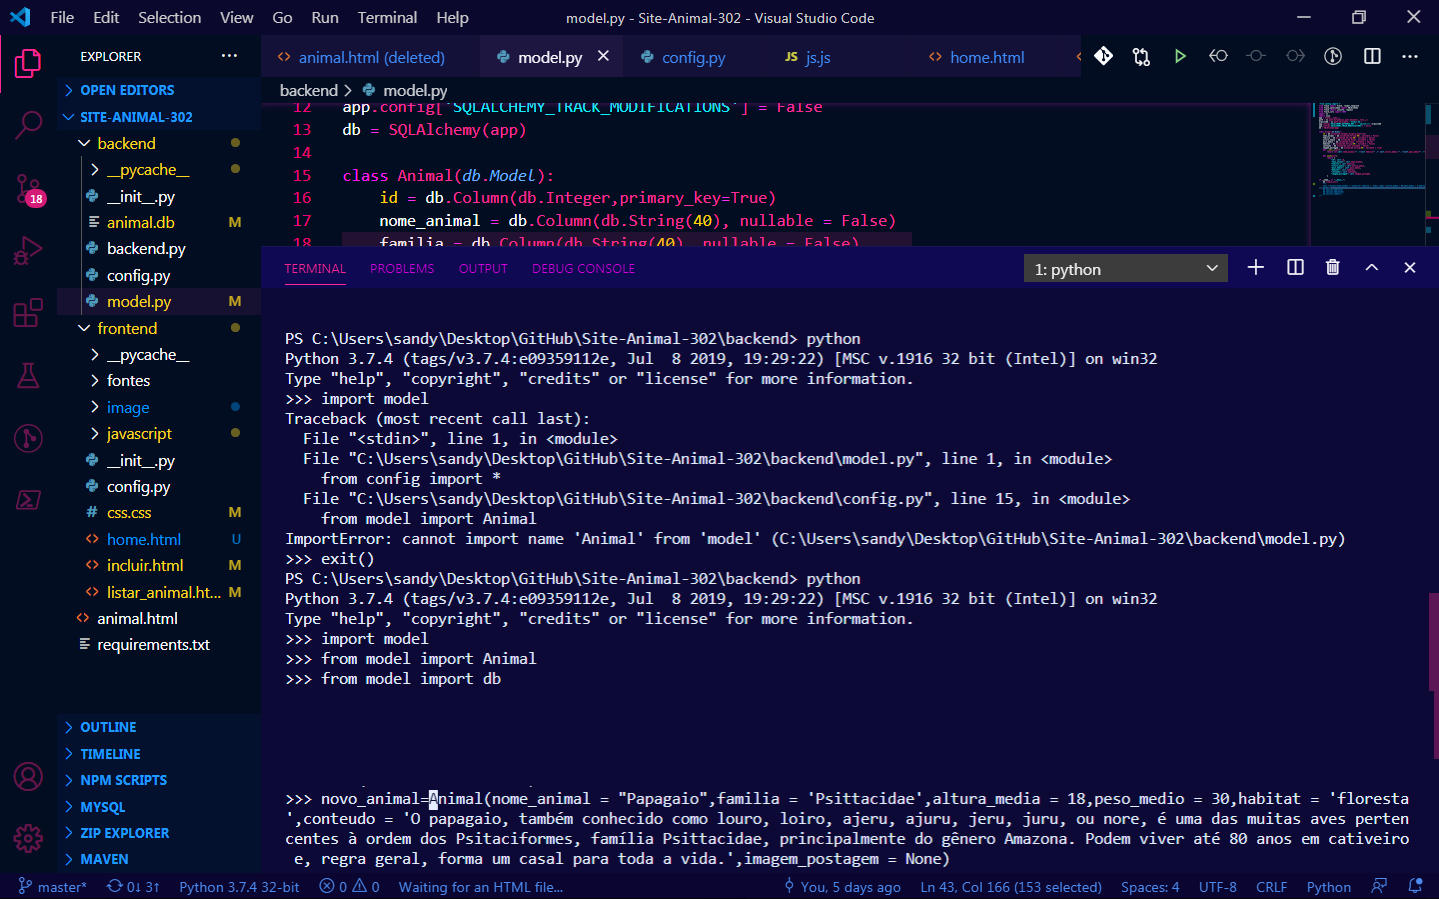 File Edit Selection View Go Run Terminal Help
model.py - Site-Animal-302 - Visual Studio Code
EXPLORER
animal.html (deleted)
model.py
config.py
JS js.js
home.html
OPEN EDITORS
backend > model.py
SITE-ANIMAL-302
backend
__pycache__
__init__.py
animal.db M
backend.py
config.py
model.py M
frontend
__pycache__
fontes
image
javascript
__init__.py
config.py
# css.css M
home.html U
incluir.html M
listar_animal.ht... M
animal.html
requirements.txt
OUTLINE
TIMELINE
NPM SCRIPTS
MYSQL
ZIP EXPLORER
MAVEN
18
12 app.config['SQLALCHEMY_TRACK_MODIFICATIONS'] = False
13 db = SQLAlchemy(app)
14
15 class Animal(db.Model):
16 id = db.Column(db.Integer,primary_key=True)
17 nome_animal = db.Column(db.String(40), nullable = False)
18 familia = db.Column(db.String(40), nullable = False)
TERMINAL PROBLEMS OUTPUT DEBUG CONSOLE
1: python
PS C:\Users\sandy\Desktop\GitHub\Site-Animal-302\backend> python
Python 3.7.4 (tags/v3.7.4:e09359112e, Jul  8 2019, 19:29:22) [MSC v.1916 32 bit (Intel)] on win32
Type "help", "copyright", "credits" or "license" for more information.
>>> import model
Traceback (most recent call last):
File "<stdin>", line 1, in <module>
File "C:\Users\sandy\Desktop\GitHub\Site-Animal-302\backend\model.py", line 1, in <module>
from config import *
File "C:\Users\sandy\Desktop\GitHub\Site-Animal-302\backend\config.py", line 15, in <module>
from model import Animal
ImportError: cannot import name 'Animal' from 'model' (C:\Users\sandy\Desktop\GitHub\Site-Animal-302\backend\model.py)
>>> exit()
PS C:\Users\sandy\Desktop\GitHub\Site-Animal-302\backend> python
Python 3.7.4 (tags/v3.7.4:e09359112e, Jul  8 2019, 19:29:22) [MSC v.1916 32 bit (Intel)] on win32
Type "help", "copyright", "credits" or "license" for more information.
>>> import model
>>> from model import Animal
>>> from model import db
>>> novo_animal=Animal(nome_animal = "Papagaio",familia = 'Psittacidae',altura_media = 18,peso_medio = 30,habitat = 'floresta
',conteudo = 'O papagaio, também conhecido como louro, loiro, ajeru, ajuru, jeru, juru, ou nore, é uma das muitas aves perten
centes à ordem dos Psitaciformes, família Psittacidae, principalmente do gênero Amazona. Podem viver até 80 anos em cativeiro
e, regra geral, forma um casal para toda a vida.',imagem_postagem = None)
master* 0↓ 3↑ Python 3.7.4 32-bit 0 0 Waiting for an HTML file... You, 5 days ago Ln 43, Col 166 (153 selected) Spaces: 4 UTF-8 CRLF Python